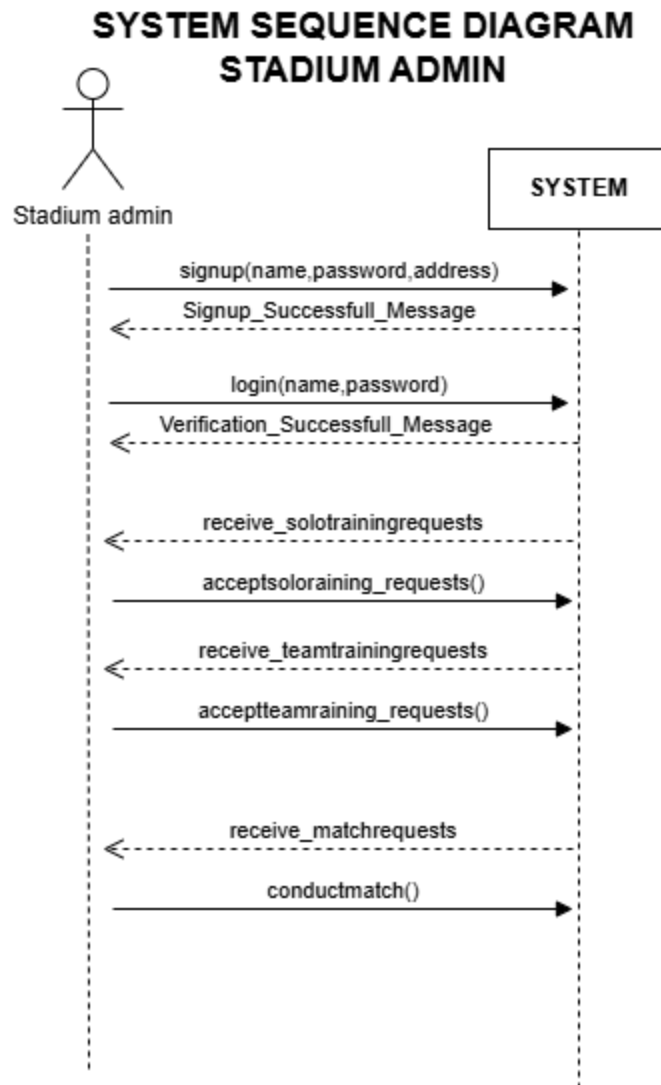 SYSTEM SEQUENCE DIAGRAM
STADIUM ADMIN
SYSTEM
Stadium admin
signup(name,password,address)
Signup_Successfull_Message
login(name,password)
Verification_Successfull_Message
receive_solotrainingrequests
acceptsoloraining_requests()
receive_teamtrainingrequests
acceptteamraining_requests()
receive_matchrequests
conductmatch()